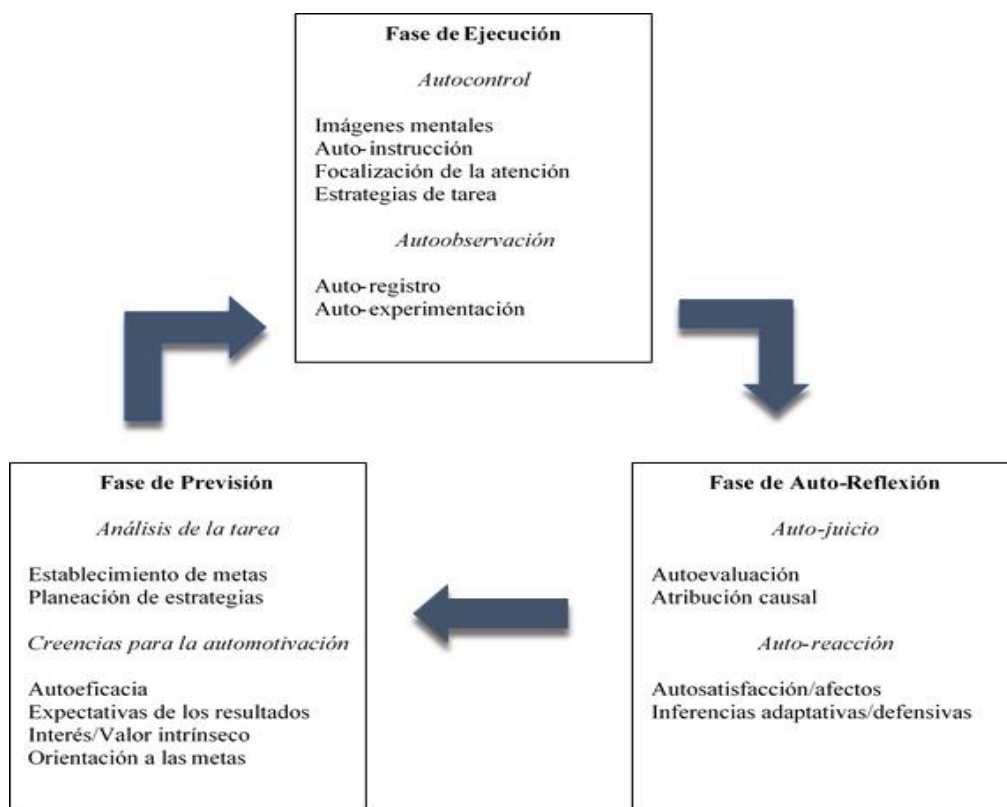 Fase de Ejecución
Autocontrol
Imágenes mentales
Auto-instrucción
Focalización de la atención
Estrategias de tarea
Autoobservación
Auto-registro
Auto-experimentación
Fase de Previsión
Análisis de la tarea
Establecimiento de metas
Planeación de estrategias
Creencias para la automotivación
Autoeficacia
Expectativas de los resultados
Interés/Valor intrínseco
Orientación a las metas
Fase de Auto-Reflexión
Auto-juicio
Autoevaluación
Atribución causal
Auto-reacción
Autosatisfacción/afectos
Inferencias adaptativas/defensivas